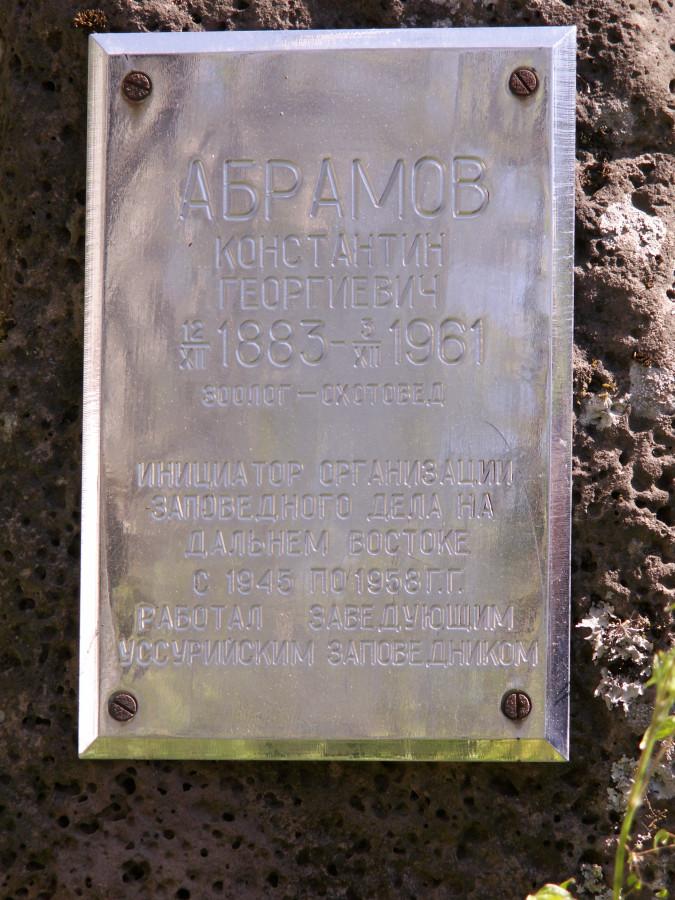 АБРАМОВ
КОНСТАНТИН
ГЕОРГИЕВИЧ
12/XII 1883 - 5/XII 1961
ЗООЛОГ - ОХОТОВЕД
ИНИЦИАТОР ОРГАНИЗАЦИИ
ЗАПОВЕДНОГО ДЕЛА НА
ДАЛЬНЕМ ВОСТОКЕ
С 1945 ПО 1958 Г.Г.
РАБОТАЛ ЗАВЕДУЮЩИМ
УССУРИЙСКИМ ЗАПОВЕДНИКОМ